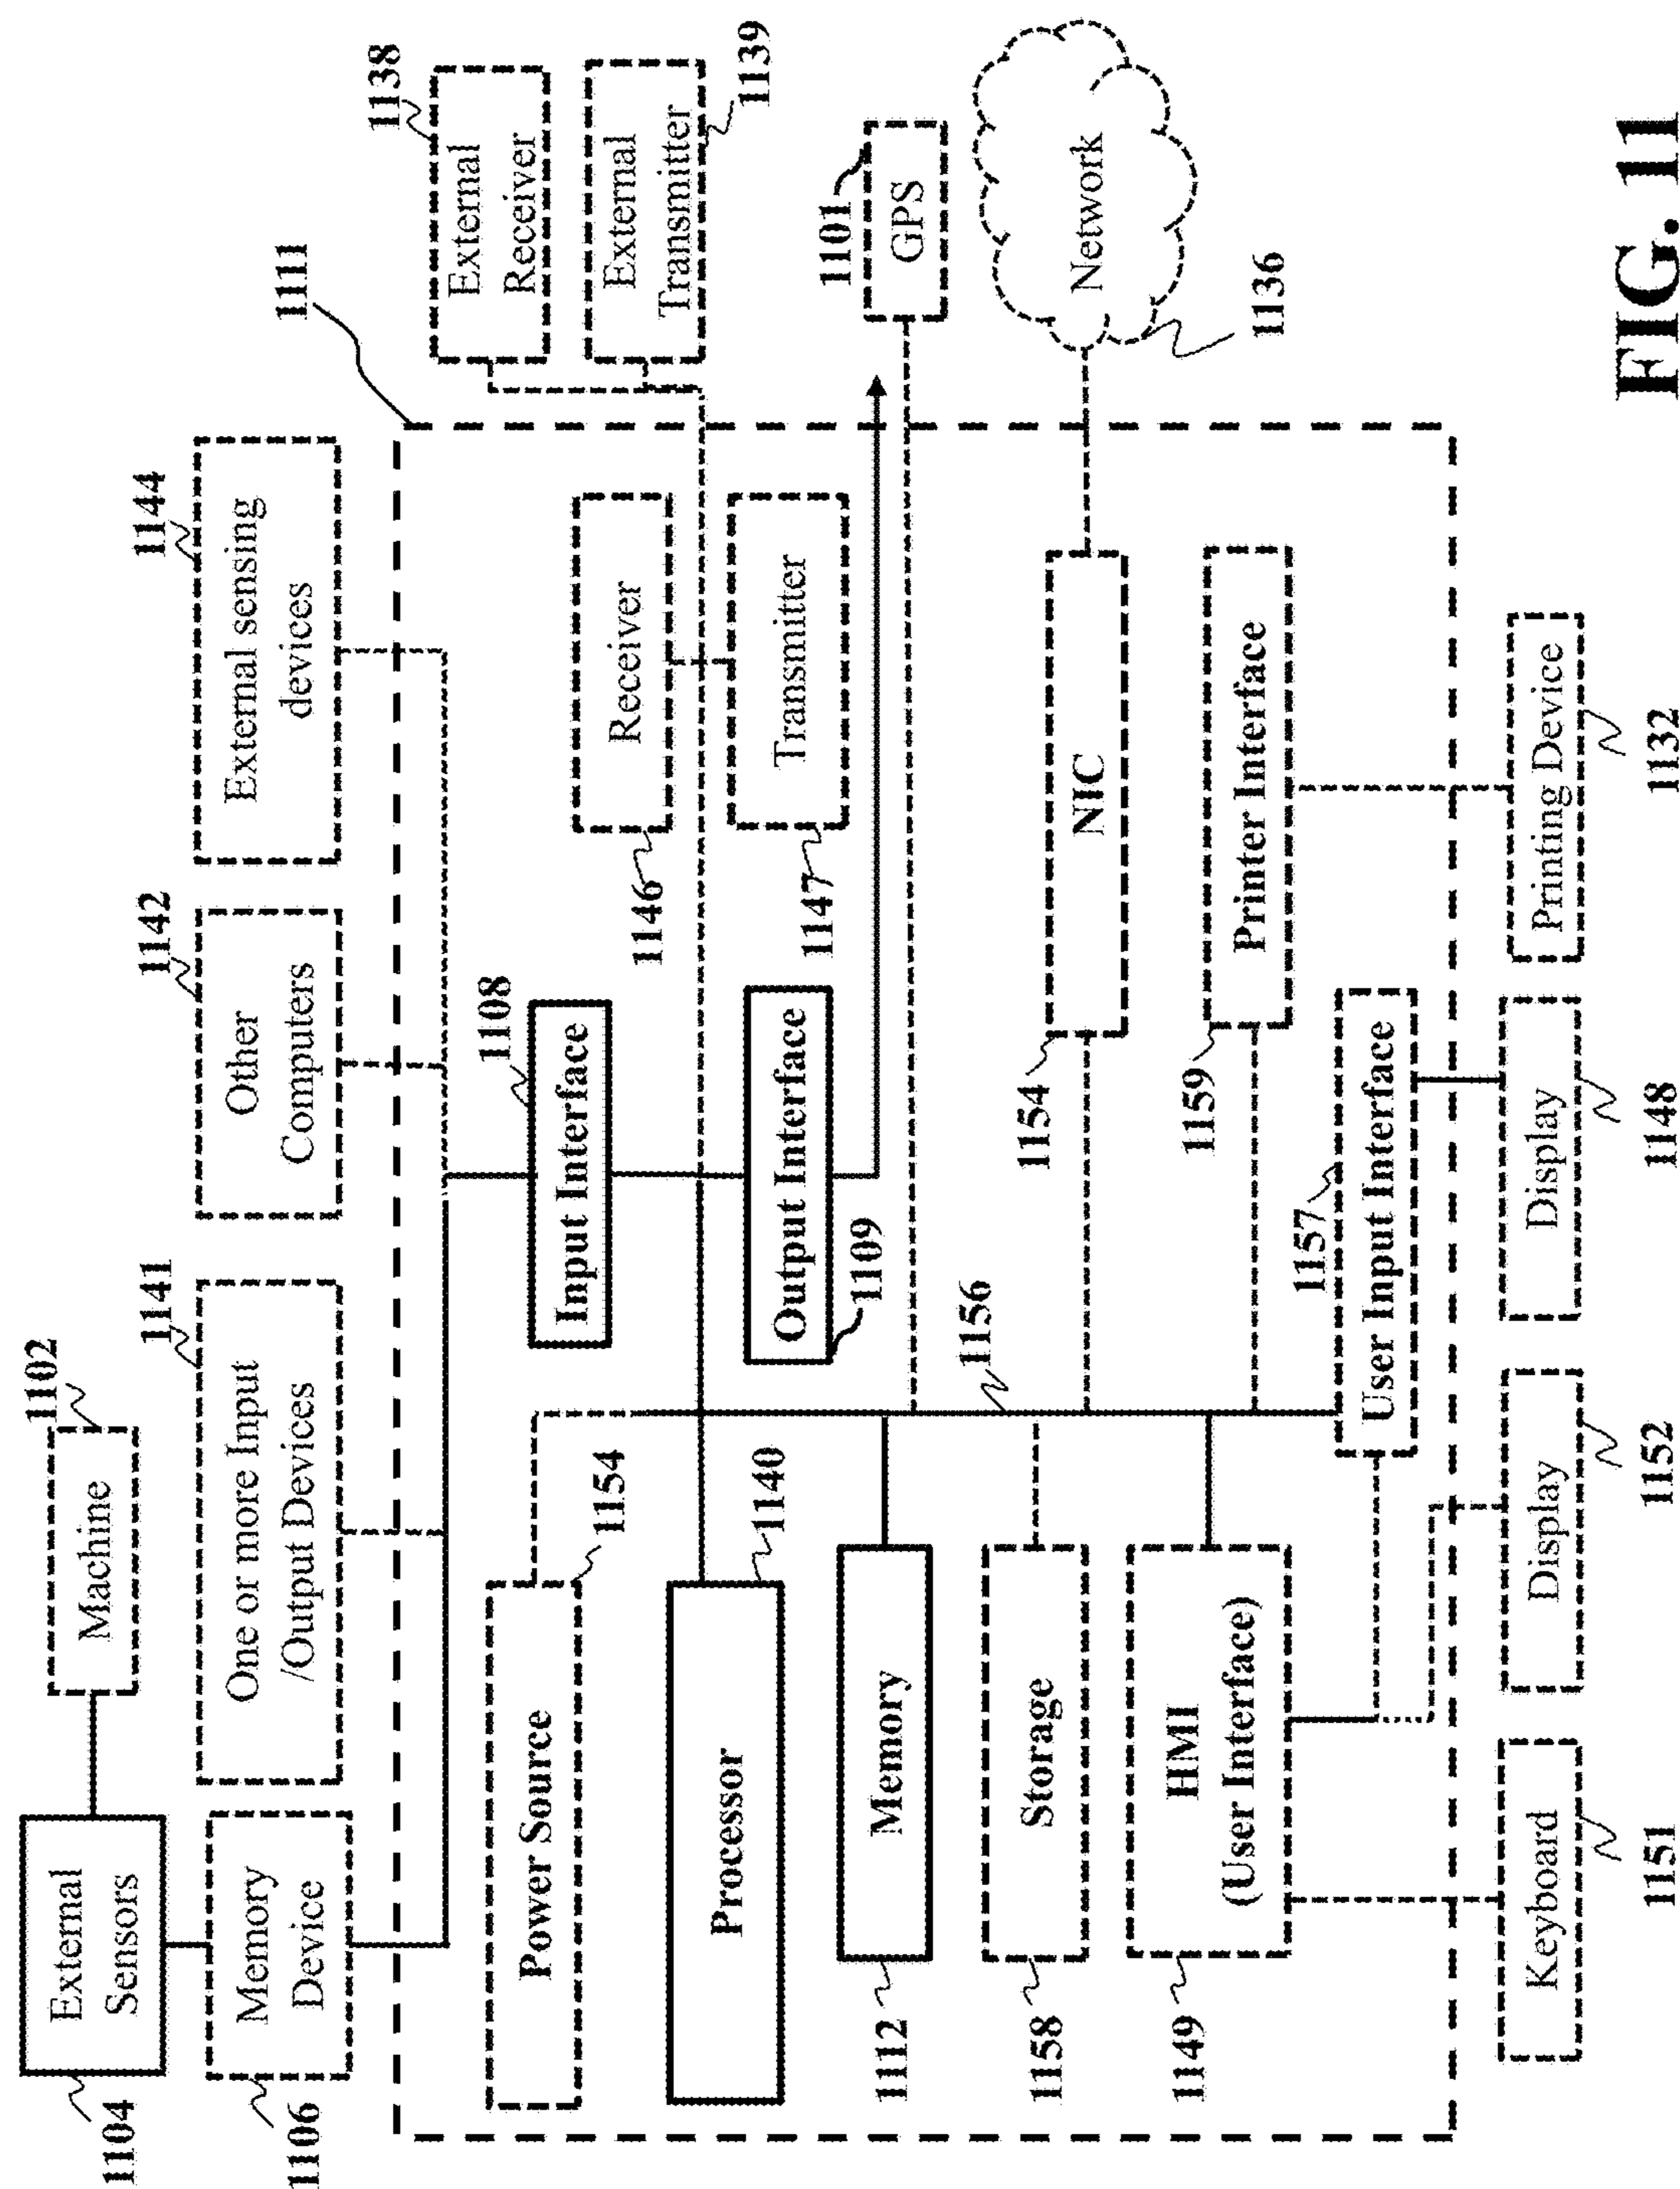 1104
External
Sensors
Machine
1102
1106
Memory
Device
1141
One or more Input
/Output Devices
1142
Other
Computers
1144
External sensing
devices
1111
1138
External
Receiver
External
Transmitter
1139
Power Source
1154
Processor
1140
1112
Memory
1158
Storage
1149
HMI
(User Interface)
1108
Input Interface
Output Interface
1109
1146
Receiver
1147
Transmitter
1101
GPS
Network
1136
1156
1154
NIC
1159
Printer Interface
1157
User Input Interface
Keyboard
1151
Display
1152
Display
1148
Printing Device
1132
FIG. 11